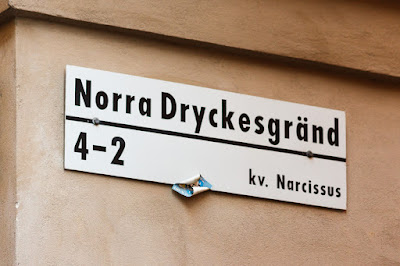 Norra Dryckesgränd
4-2
kv. Narcissus